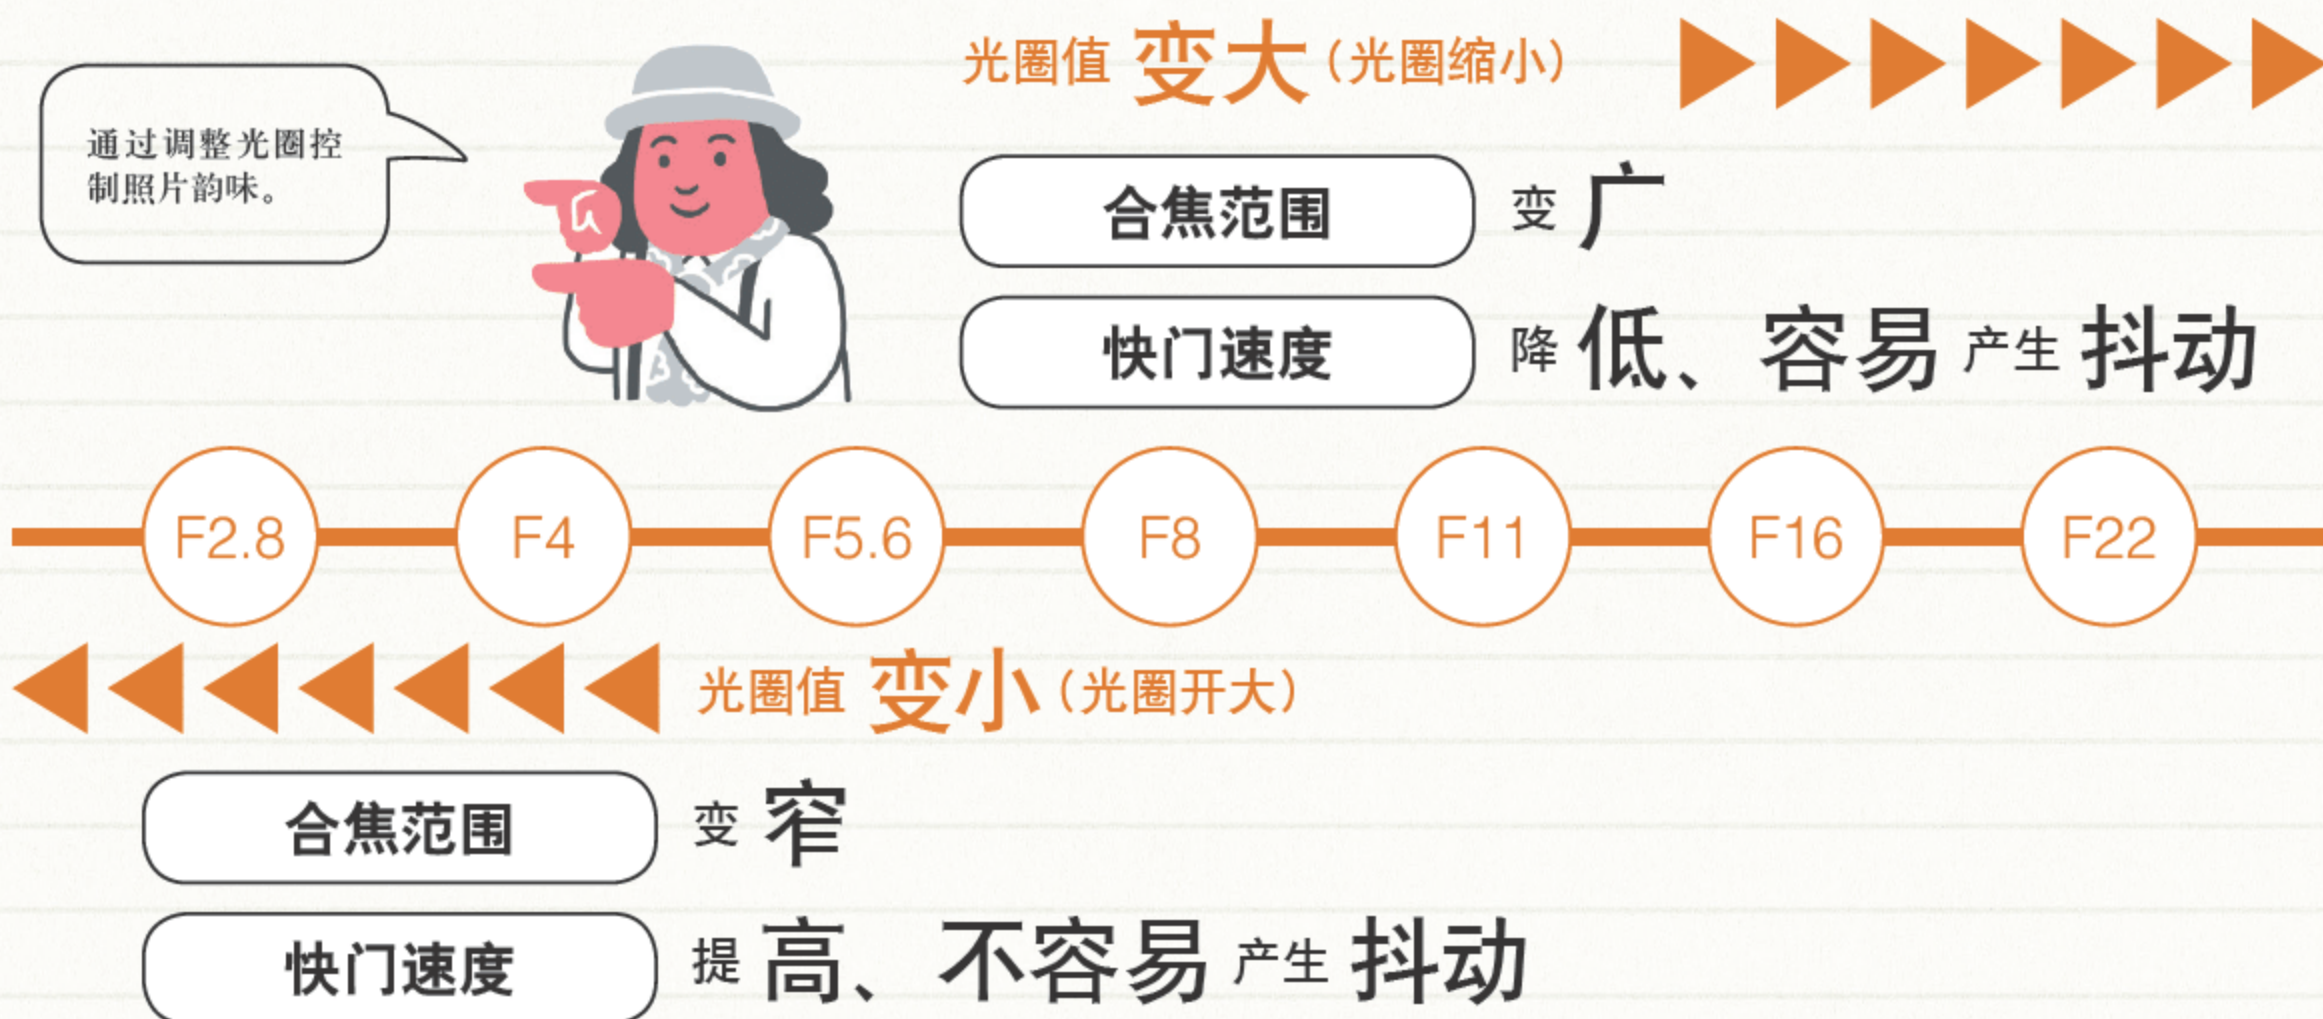 通过调整光圈控
制照片韵味。
光圈值 变大（光圈缩小）
合焦范围 变 广
快门速度 降 低、容易 产生 抖动
F2.8 F4 F5.6 F8 F11 F16 F22
光圈值 变小（光圈开大）
合焦范围 变 窄
快门速度 提 高、不容易 产生 抖动